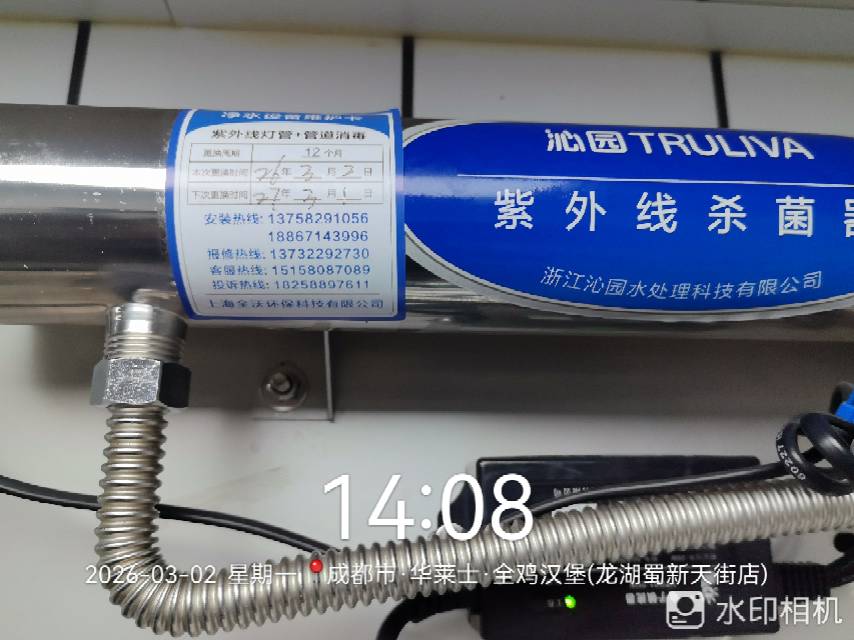 净水设备维护卡
紫外线灯管,管道消毒
重换周期 12个月
本次重换时间 26年3月2日
下次重换时间 27年3月1日
安装热线: 13758291056
18867143996
报修热线: 13732292730
客服热线: 15158087089
投诉热线: 18258897611
上海全沃环保科技有限公司
沁园TRULIVA
紫外线杀菌器
浙江沁园水处理科技有限公司
60221
14:08
2026-03-02 星期一 成都市·华莱士·全鸡汉堡(龙湖蜀新天街店)
水印相机